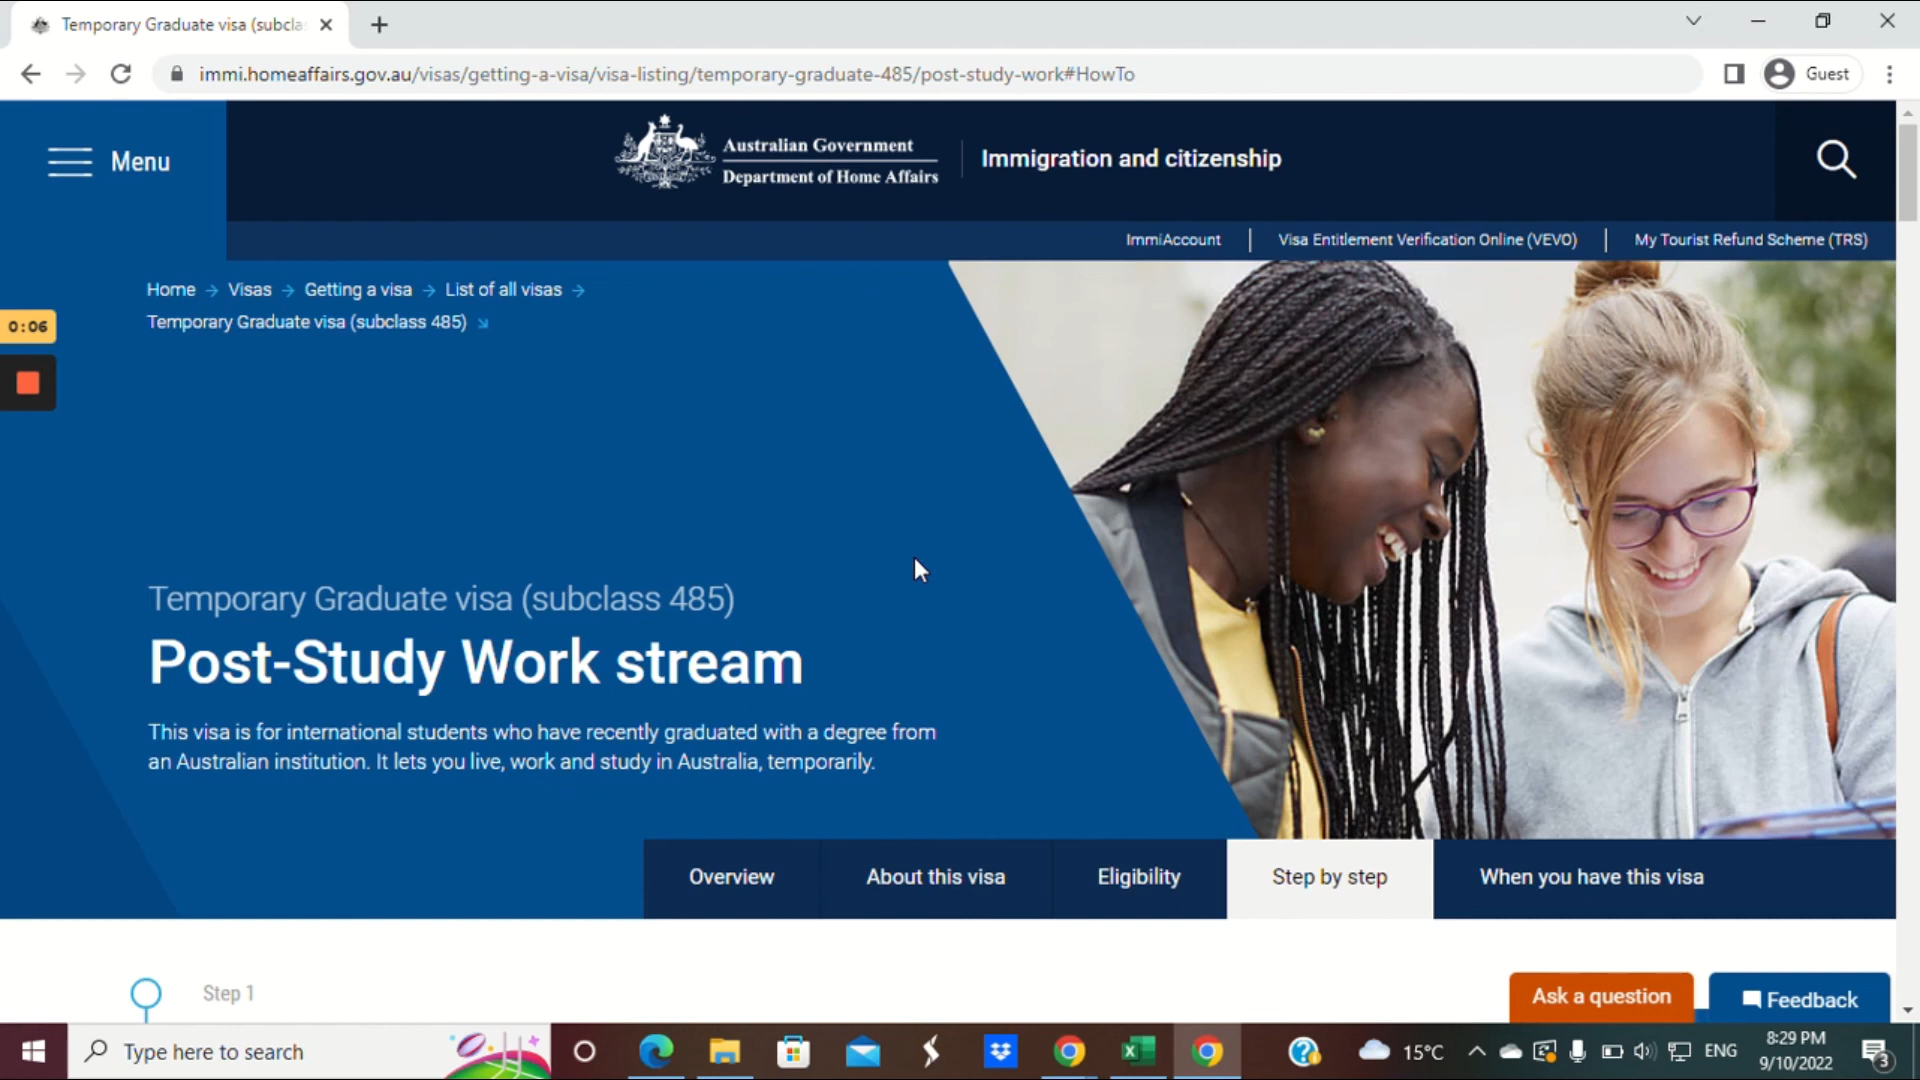 Temporary Graduate visa (subcla
immi.homeaffairs.gov.au/visas/getting-a-visa/visa-listing/temporary-graduate-485/post-study-work#HowTo
Guest
Menu
Australian Government
Department of Home Affairs
Immigration and citizenship
ImmiAccount
Visa Entitlement Verification Online (VEVO)
My Tourist Refund Scheme (TRS)
Home
Visas
Getting a visa
List of all visas
Temporary Graduate visa (subclass 485)
0:06
Temporary Graduate visa (subclass 485)
Post-Study Work stream
This visa is for international students who have recently graduated with a degree from
an Australian institution. It lets you live, work and study in Australia, temporarily.
Overview
About this visa
Eligibility
Step by step
When you have this visa
Step 1
Ask a question
Feedback
Type here to search
15°C
ENG
8:29 PM
9/10/2022
3